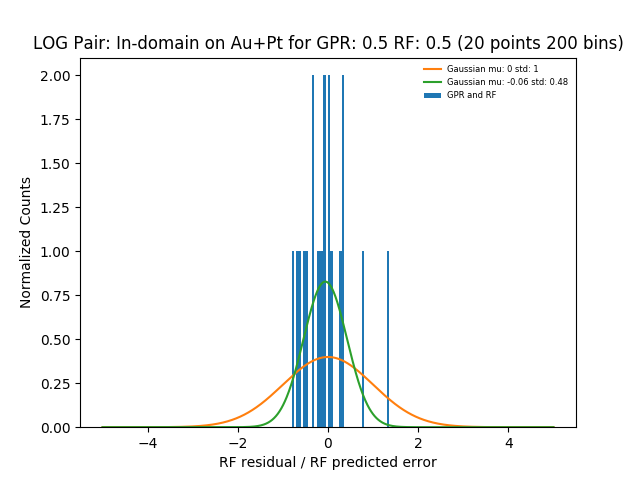 LOG Pair: In-domain on Au+Pt for GPR: 0.5 RF: 0.5 (20 points 200 bins)
Gaussian mu: 0 std: 1
Gaussian mu: -0.06 std: 0.48
GPR and RF
Normalized Counts
2.00
1.75
1.50
1.25
1.00
0.75
0.50
0.25
0.00
−4 −2 0 2 4
RF residual / RF predicted error